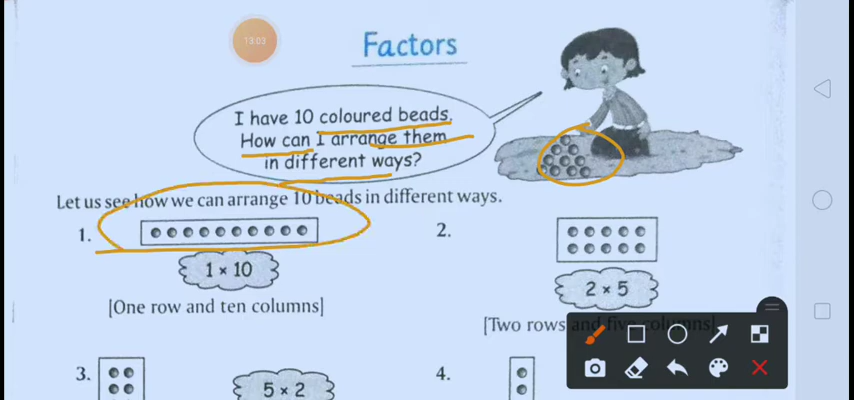 13:03
Factors
I have 10 coloured beads.
How can I arrange them
in different ways?
Let us see how we can arrange 10 beads in different ways.
1.
1 × 10
[One row and ten columns]
2.
2 × 5
[Two rows and five columns]
3.
5 × 2
4.